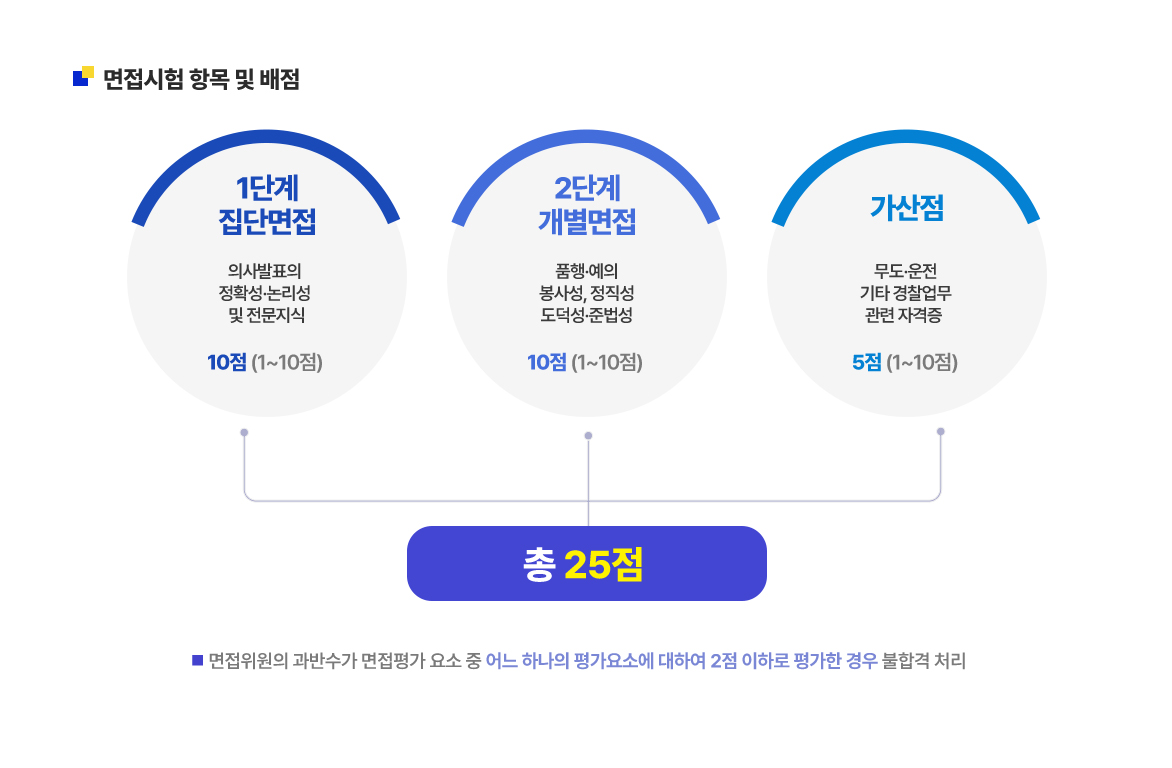 면접시험 항목 및 배점
1단계
집단면접
의사발표의
정확성·논리성
및 전문지식
10점 (1~10점)
2단계
개별면접
품행·예의
봉사성, 정직성
도덕성·준법성
10점 (1~10점)
가산점
무도·운전
기타 경찰업무
관련 자격증
5점 (1~10점)
총 25점
면접위원의 과반수가 면접평가 요소 중 어느 하나의 평가요소에 대하여 2점 이하로 평가한 경우 불합격 처리